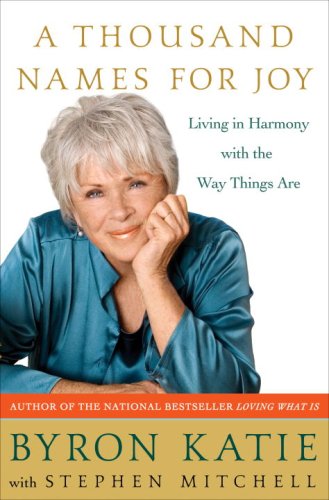 A THOUSAND
NAMES FOR JOY
Living in Harmony
with the
Way Things Are
AUTHOR OF THE NATIONAL BESTSELLER LOVING WHAT IS
BYRON KATIE
with STEPHEN MITCHELL